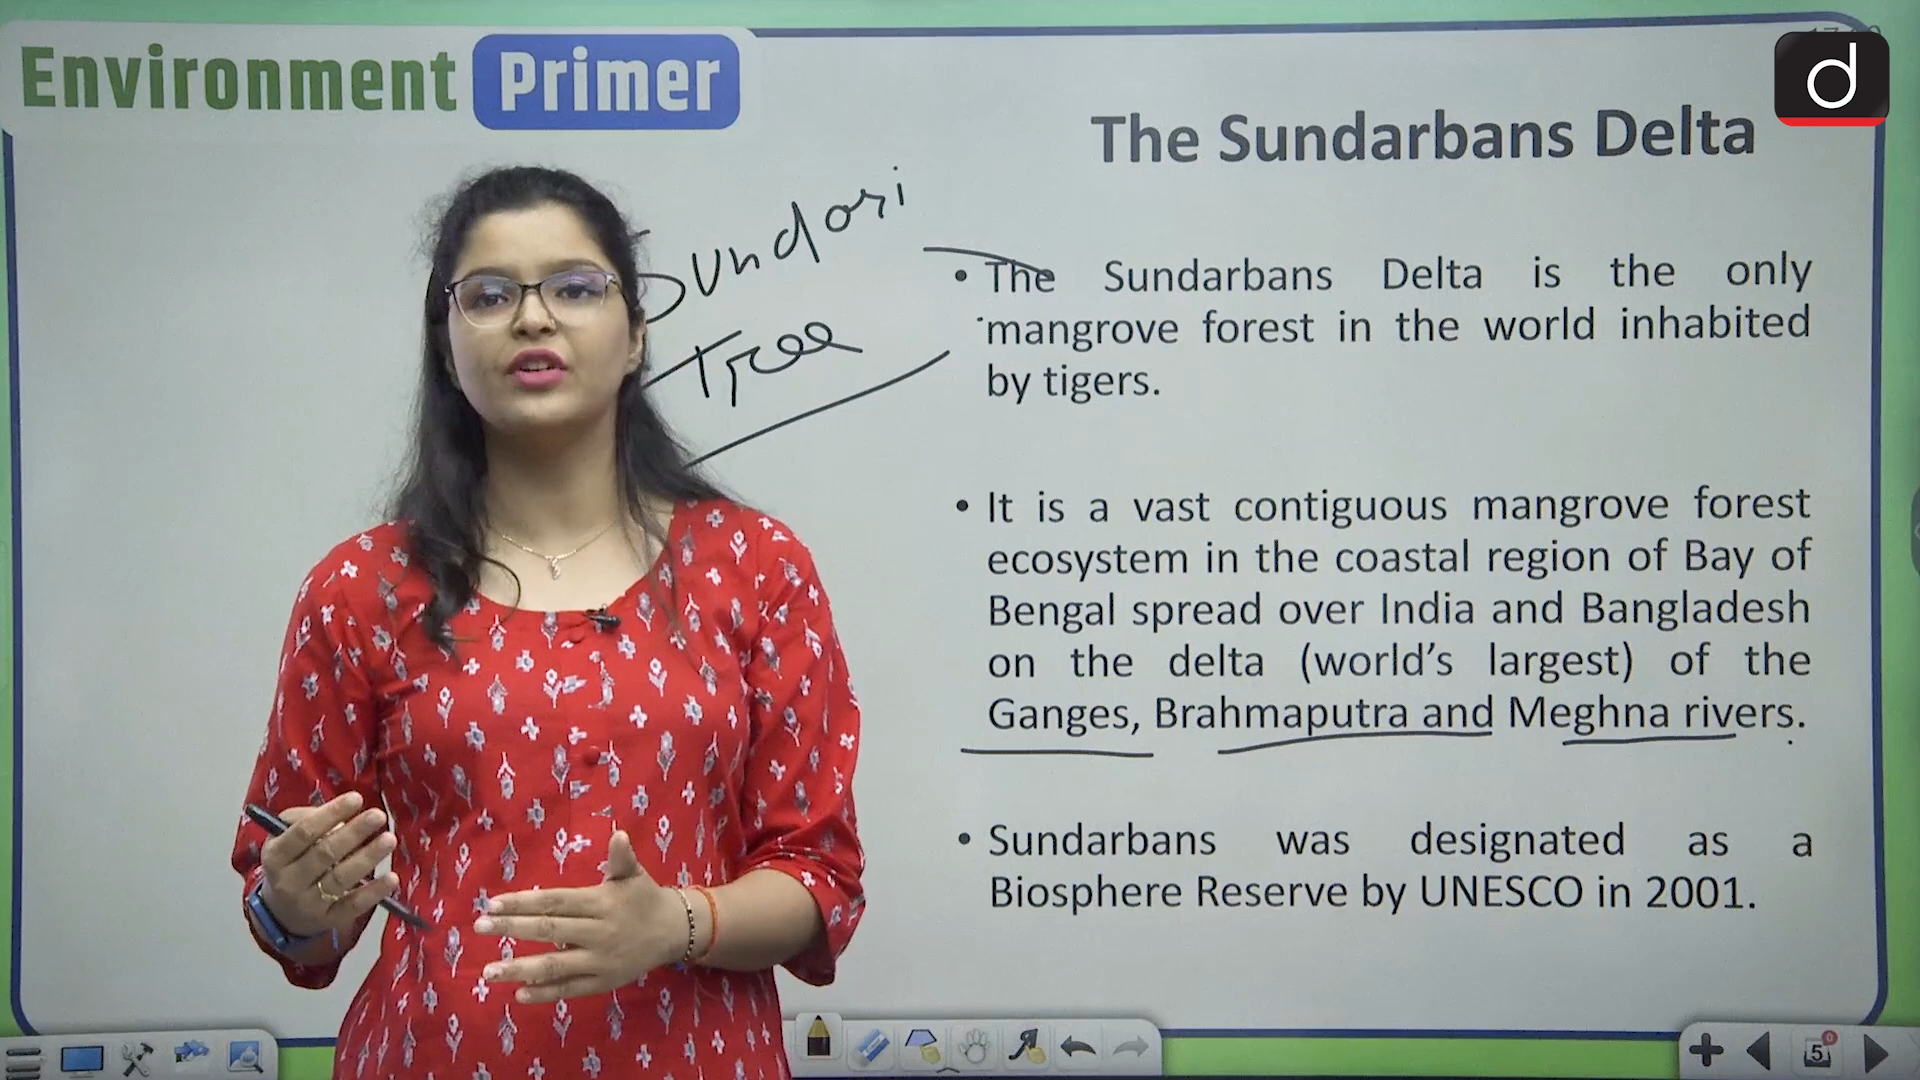 Environment Primer
d
The Sundarbans Delta
Sundari
Tree
• The Sundarbans Delta is the only
mangrove forest in the world inhabited
by tigers.
• It is a vast contiguous mangrove forest
ecosystem in the coastal region of Bay of
Bengal spread over India and Bangladesh
on the delta (world's largest) of the
Ganges, Brahmaputra and Meghna rivers.
• Sundarbans was designated as a
Biosphere Reserve by UNESCO in 2001.
5
0